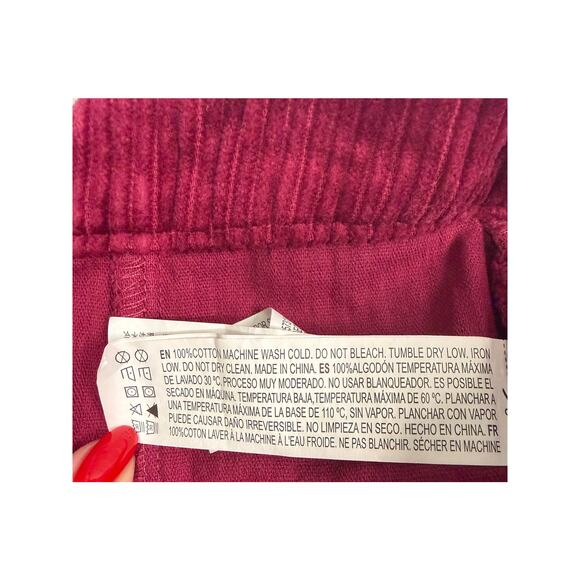 EN 100%COTTON MACHINE WASH COLD. DO NOT BLEACH. TUMBLE DRY LOW. IRON
LOW. DO NOT DRY CLEAN. MADE IN CHINA. ES 100%ALGODÓN TEMPERATURA MÁXIMA
DE LAVADO 30 ºC, PROCESO MUY MODERADO. NO USAR BLANQUEADOR. ES POSIBLE EL
SECADO EN MÁQUINA, TEMPERATURA BAJA, TEMPERATURA MÁXIMA DE 60 ºC. PLANCHAR A
UNA TEMPERATURA MÁXIMA DE LA BASE DE 110 ºC, SIN VAPOR. PLANCHAR CON VAPOR
PUEDE CAUSAR DAÑO IRREVERSIBLE. NO LIMPIEZA EN SECO. HECHO EN CHINA. FR
100%COTON LAVER À LA MACHINE À L'EAU FROIDE. NE PAS BLANCHIR. SÉCHER EN MACHINE